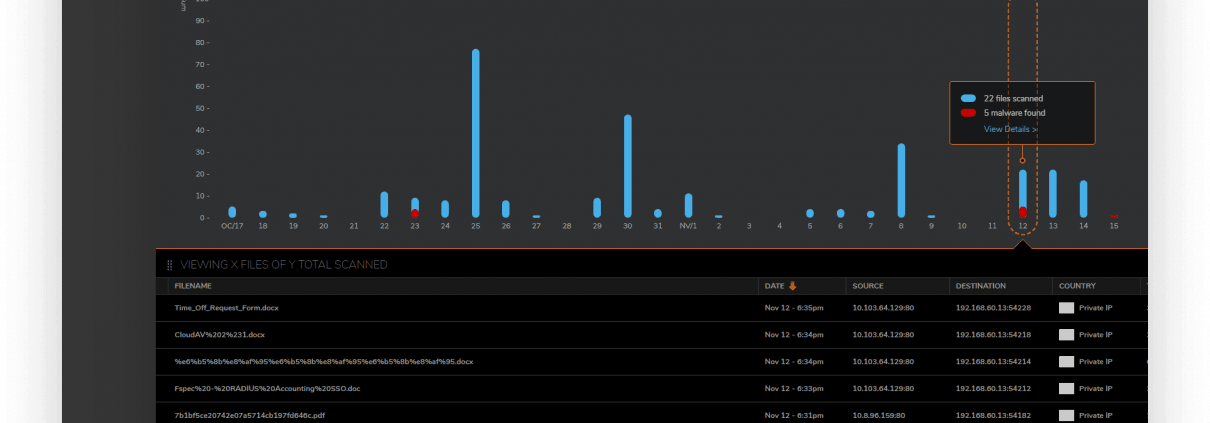 90 -
80 -
70 -
60 -
50 -
40 -
30 -
20 -
10 -
0 -
22 files scanned
5 malware found
View Details >
OC/17 18 19 20 21 22 23 24 25 26 27 28 29 30 31 NV/1 2 3 4 5 6 7 8 9 10 11 12 13 14 15
VIEWING X FILES OF Y TOTAL SCANNED
FILENAME DATE SOURCE DESTINATION COUNTRY
Time_Off_Request_Form.docx Nov 12 - 6:35pm 10.103.64.129:80 192.168.60.13:54228 Private IP
CloudAV%202%231.docx Nov 12 - 6:34pm 10.103.64.129:80 192.168.60.13:54218 Private IP
%e6%b5%8b%e8%af%95%e6%b5%8b%e8%af%95%e6%b5%8b%e8%af%95.docx Nov 12 - 6:34pm 10.103.64.129:80 192.168.60.13:54214 Private IP
Fspec%20-%20RADIUS%20Accounting%20SSO.doc Nov 12 - 6:33pm 10.103.64.129:80 192.168.60.13:54212 Private IP
7b1bf5ce20742e07a5714cb197fd646c.pdf Nov 12 - 6:31pm 10.8.96.159:80 192.168.60.13:54182 Private IP